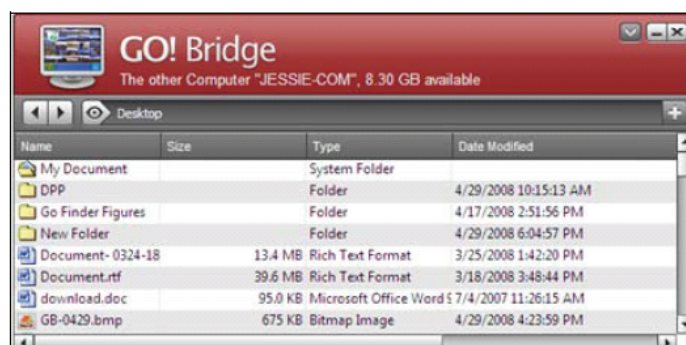 GO! Bridge
The other Computer "JESSIE-COM", 8.30 GB available
Desktop
Name Size Type Date Modified
My Document System Folder
DPP Folder 4/29/2008 10:15:13 AM
Go Finder Figures Folder 4/17/2008 2:51:56 PM
New Folder Folder 4/29/2008 6:04:57 PM
Document- 0324-18 13.4 MB Rich Text Format 3/25/2008 1:42:20 PM
Document.rtf 39.6 MB Rich Text Format 3/18/2008 3:48:44 PM
download.doc 95.0 KB Microsoft Office Word 9 7/4/2007 11:26:15 AM
GB-0429.bmp 675 KB Bitmap Image 4/29/2008 4:23:59 PM